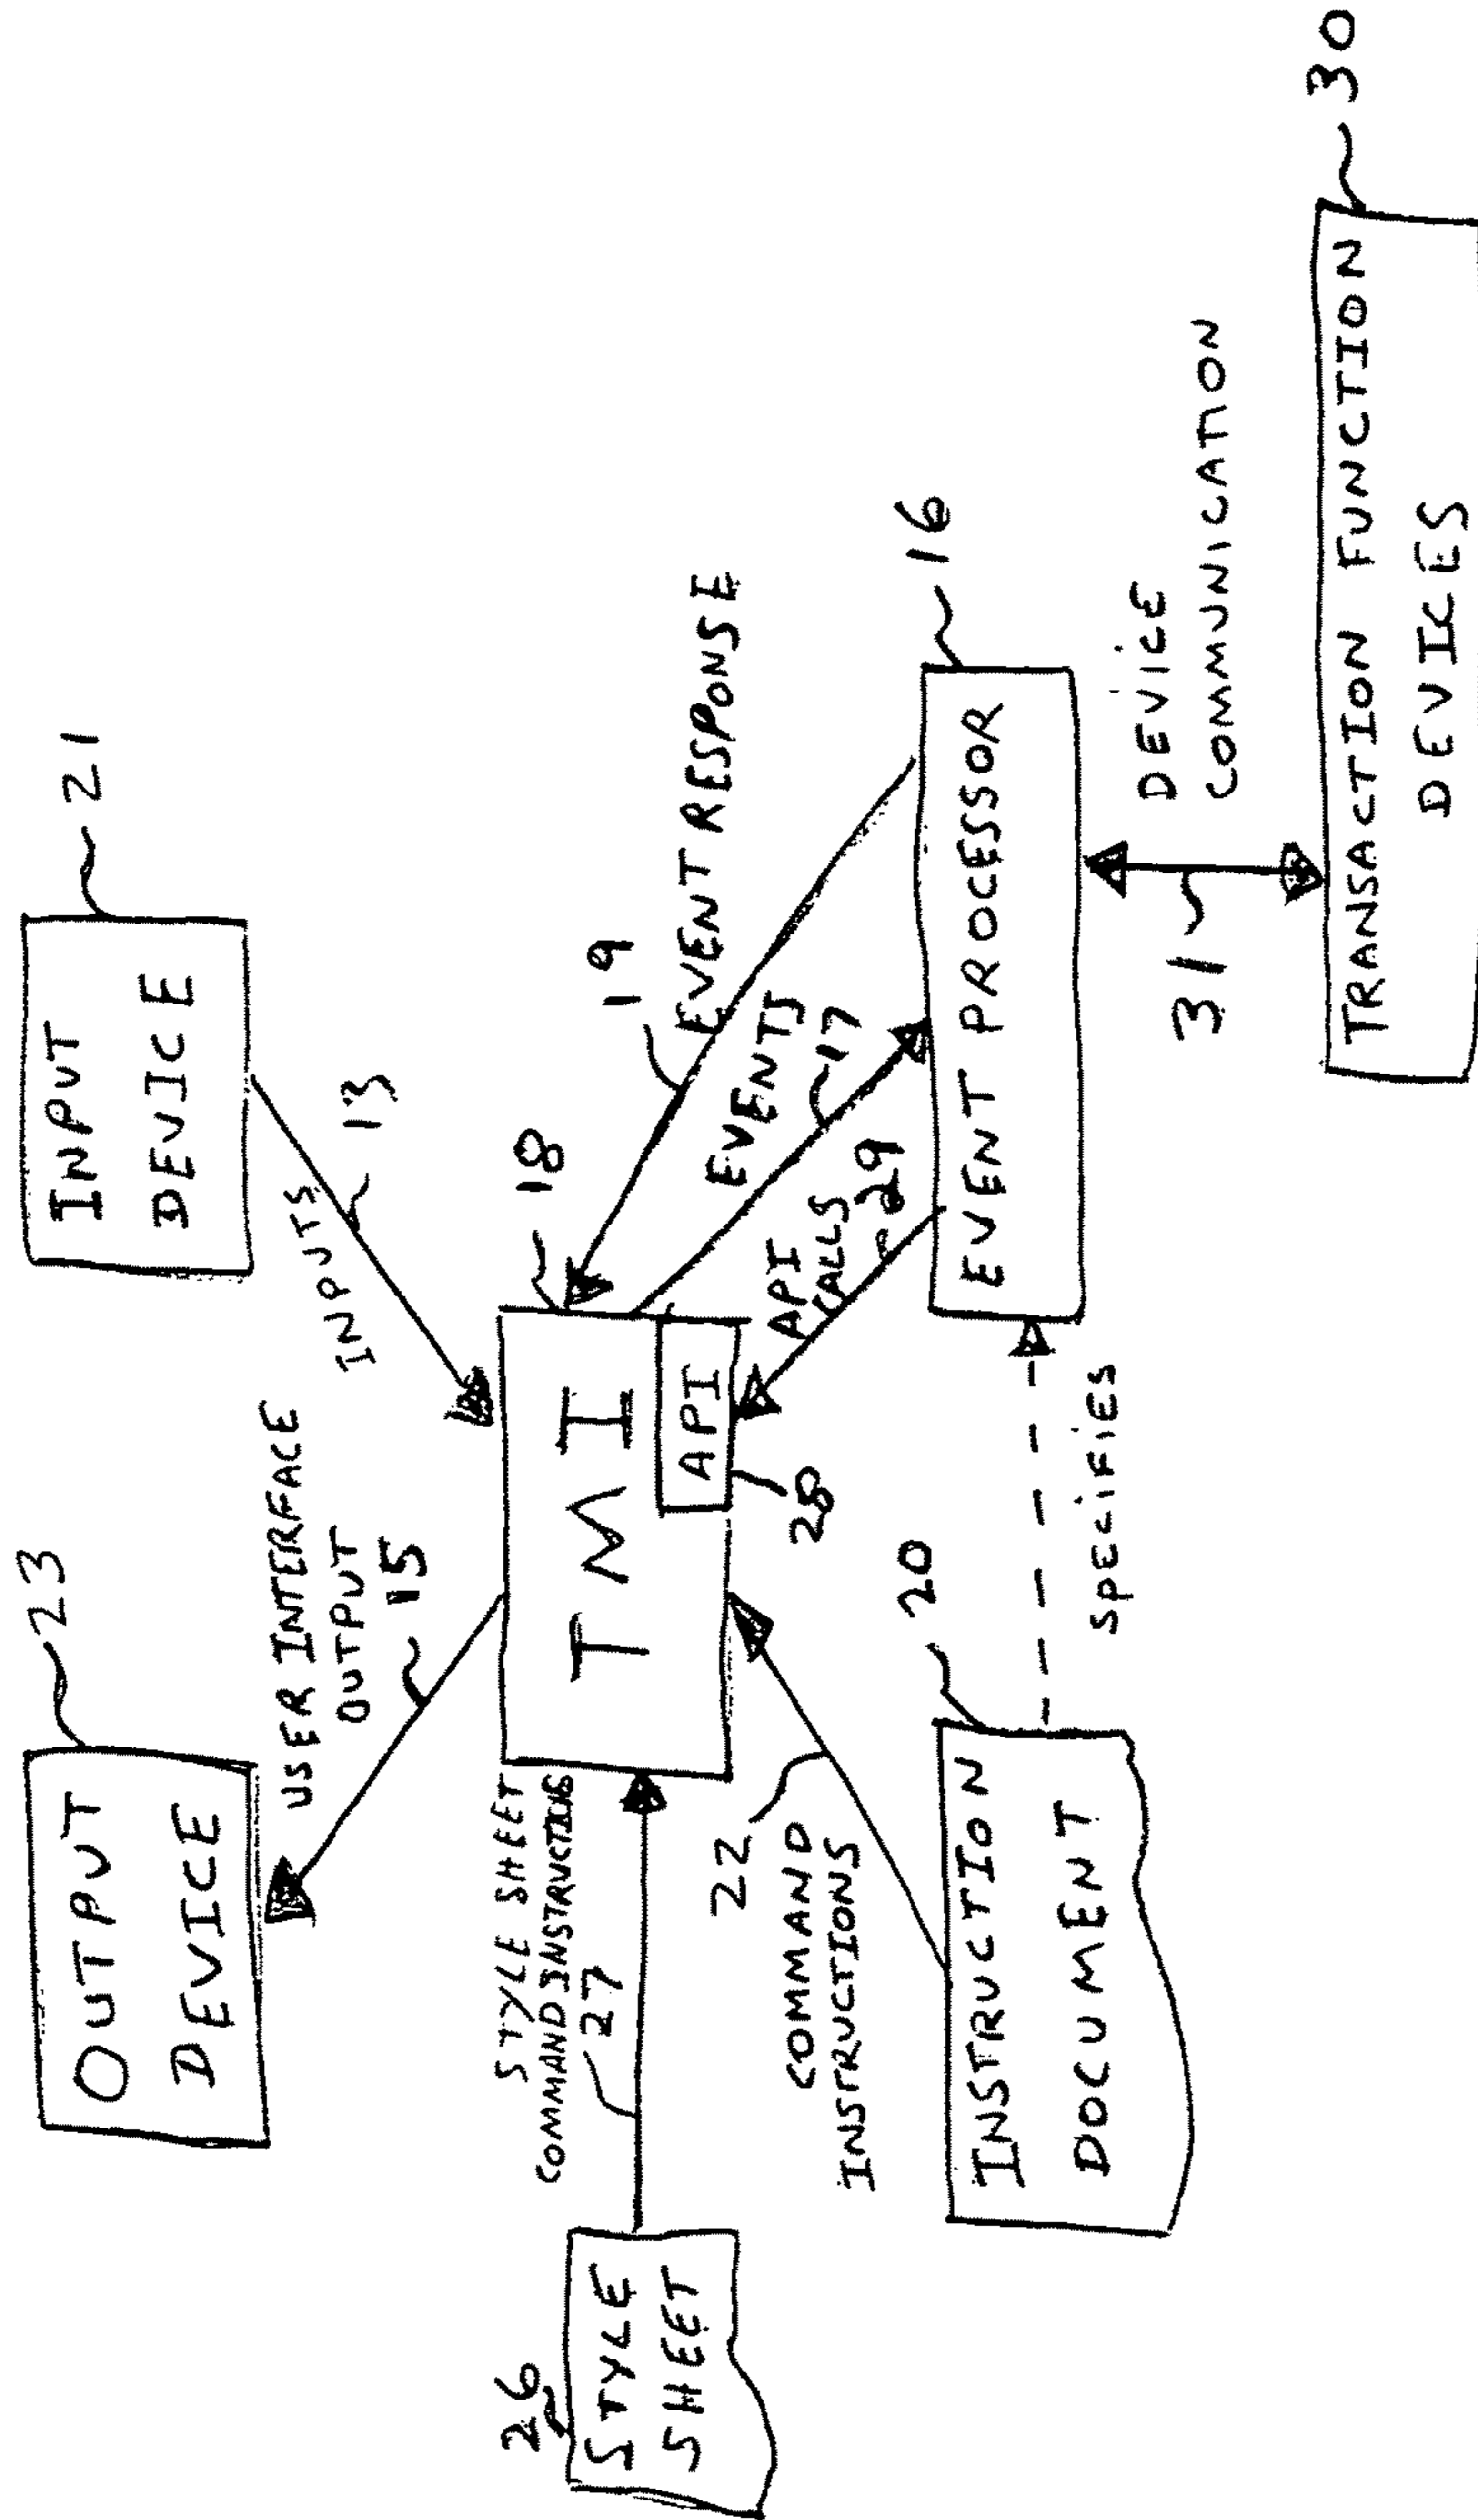 23
OUTPUT
DEVICE
21
INPUT
DEVICE
USER INTERFACE
OUTPUT
15
INPUTS
13
26
STYLE
SHEET
STYLE SHEET
COMMAND INSTRUCTIONS
27
18
TMI
API
28
19
EVENT RESPONSE
EVENTS
17
API
CALLS
29
22
COMMAND
INSTRUCTIONS
20
INSTRUCTION
DOCUMENT
SPECIFIES
16
EVENT PROCESSOR
31
DEVICE
COMMUNICATION
30
TRANSACTION FUNCTION
DEVICES